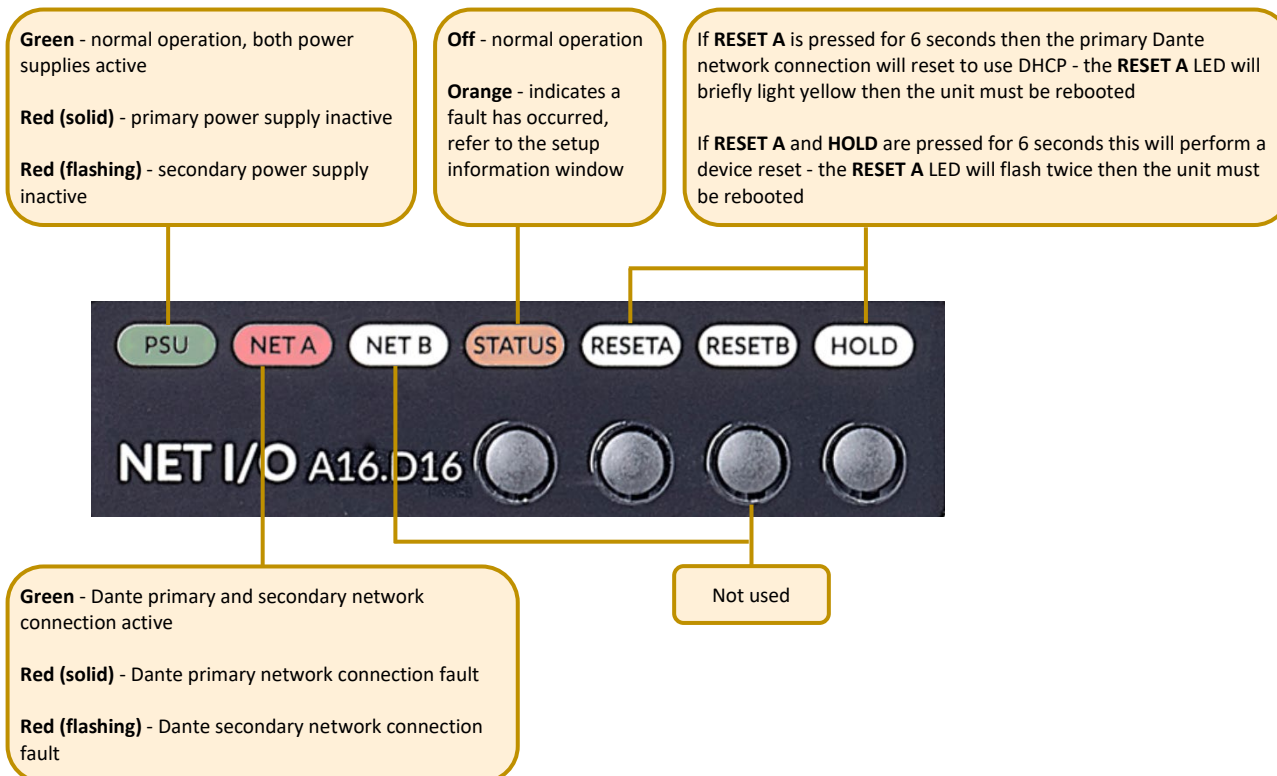 Green - normal operation, both power
supplies active
Red (solid) - primary power supply inactive
Red (flashing) - secondary power supply
inactive
Off - normal operation
Orange - indicates a
fault has occurred,
refer to the setup
information window
If RESET A is pressed for 6 seconds then the primary Dante
network connection will reset to use DHCP - the RESET A LED will
briefly light yellow then the unit must be rebooted
If RESET A and HOLD are pressed for 6 seconds this will perform a
device reset - the RESET A LED will flash twice then the unit must
be rebooted
PSU NET A NET B STATUS RESETA RESETB HOLD
NET I/O A16.D16
Green - Dante primary and secondary network
connection active
Red (solid) - Dante primary network connection fault
Red (flashing) - Dante secondary network connection
fault
Not used